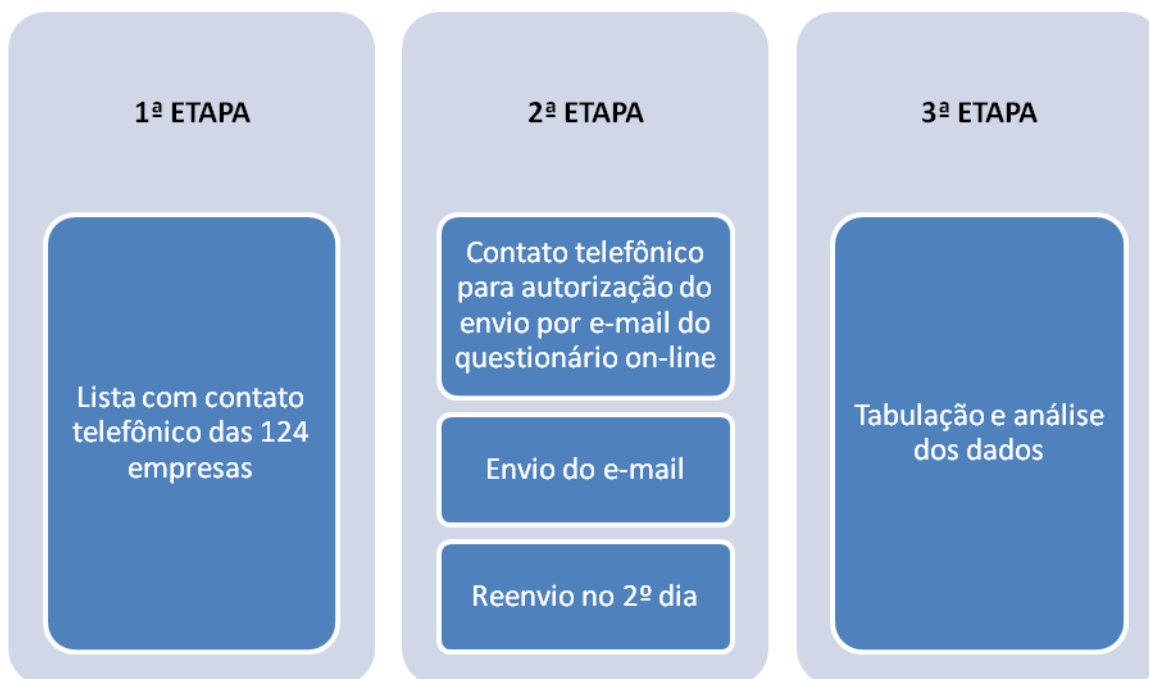 1ª ETAPA
Lista com contato
telefônico das 124
empresas
2ª ETAPA
Contato telefônico
para autorização do
envio por e-mail do
questionário on-line
Envio do e-mail
Reenvio no 2º dia
3ª ETAPA
Tabulação e análise
dos dados